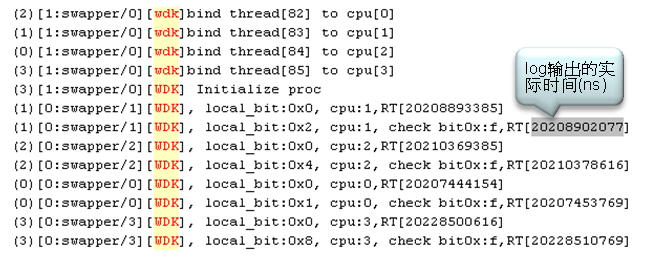 (2)[1:swapper/0][wdk]bind thread[82] to cpu[0]
(1)[1:swapper/0][wdk]bind thread[83] to cpu[1]
(0)[1:swapper/0][wdk]bind thread[84] to cpu[2]
(3)[1:swapper/0][wdk]bind thread[85] to cpu[3]
(3)[1:swapper/0][WDK] Initialize proc
(1)[0:swapper/1][WDK], local_bit:0x0, cpu:1,RT[20208893385]
(1)[0:swapper/1][WDK], local_bit:0x2, cpu:1, check bit0x:f,RT[20208902077]
(2)[0:swapper/2][WDK], local_bit:0x0, cpu:2,RT[20210369385]
(2)[0:swapper/2][WDK], local_bit:0x4, cpu:2, check bit0x:f,RT[20210378616]
(0)[0:swapper/0][WDK], local_bit:0x0, cpu:0,RT[20207444154]
(0)[0:swapper/0][WDK], local_bit:0x1, cpu:0, check bit0x:f,RT[20207453769]
(3)[0:swapper/3][WDK], local_bit:0x0, cpu:3,RT[20228500616]
(3)[0:swapper/3][WDK], local_bit:0x8, cpu:3, check bit0x:f,RT[20228510769]
log输出的实
际时间(ns)